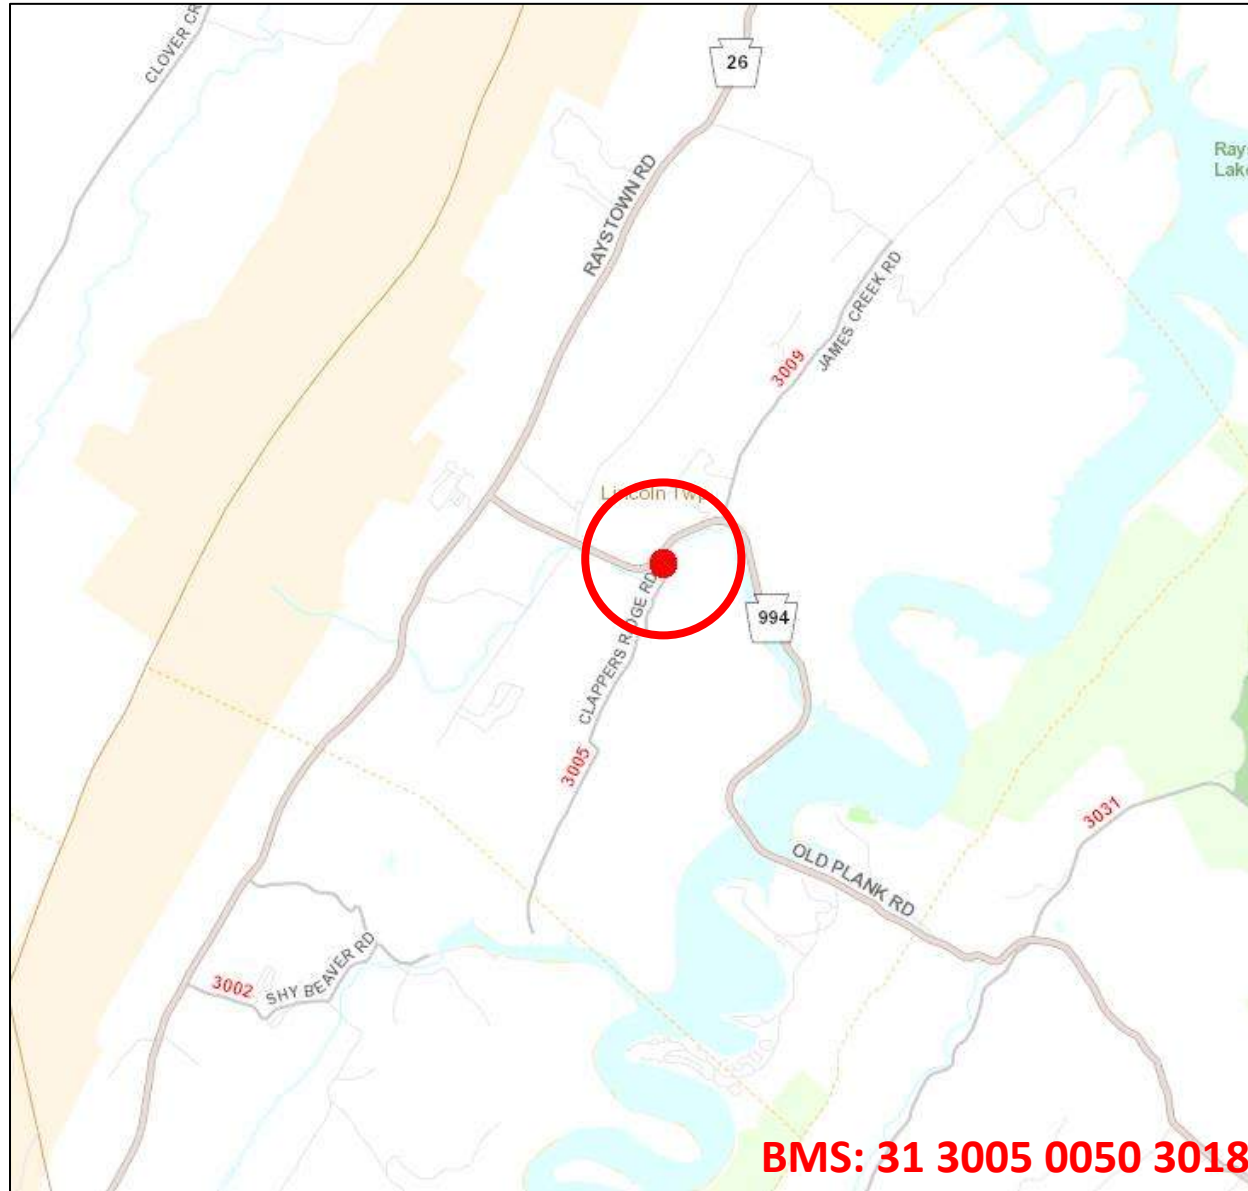 CLOVER CR
26
Rays
Lake
RAYSTOWN RD
JAMES CREEK RD
3009
Lincoln Twp
CLAPPERS RIDGE RD
994
3005
3031
OLD PLANK RD
SHY BEAVER RD
3002
BMS: 31 3005 0050 3018